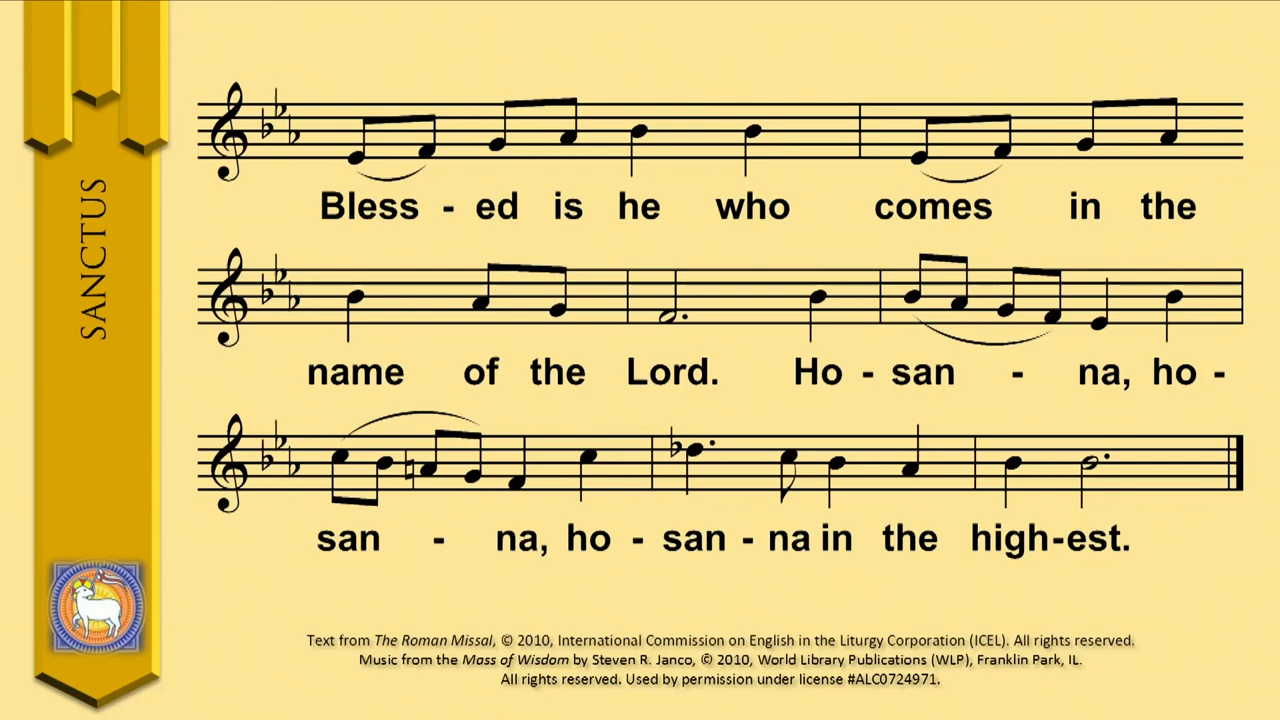 SANCTUS
Bless - ed is he who comes in the
name of the Lord. Ho - san - na, ho -
san - na, ho - san - na in the high-est.
Text from The Roman Missal, © 2010, International Commission on English in the Liturgy Corporation (ICEL). All rights reserved.
Music from the Mass of Wisdom by Steven R. Janco, © 2010, World Library Publications (WLP), Franklin Park, IL.
All rights reserved. Used by permission under license #ALC0724971.